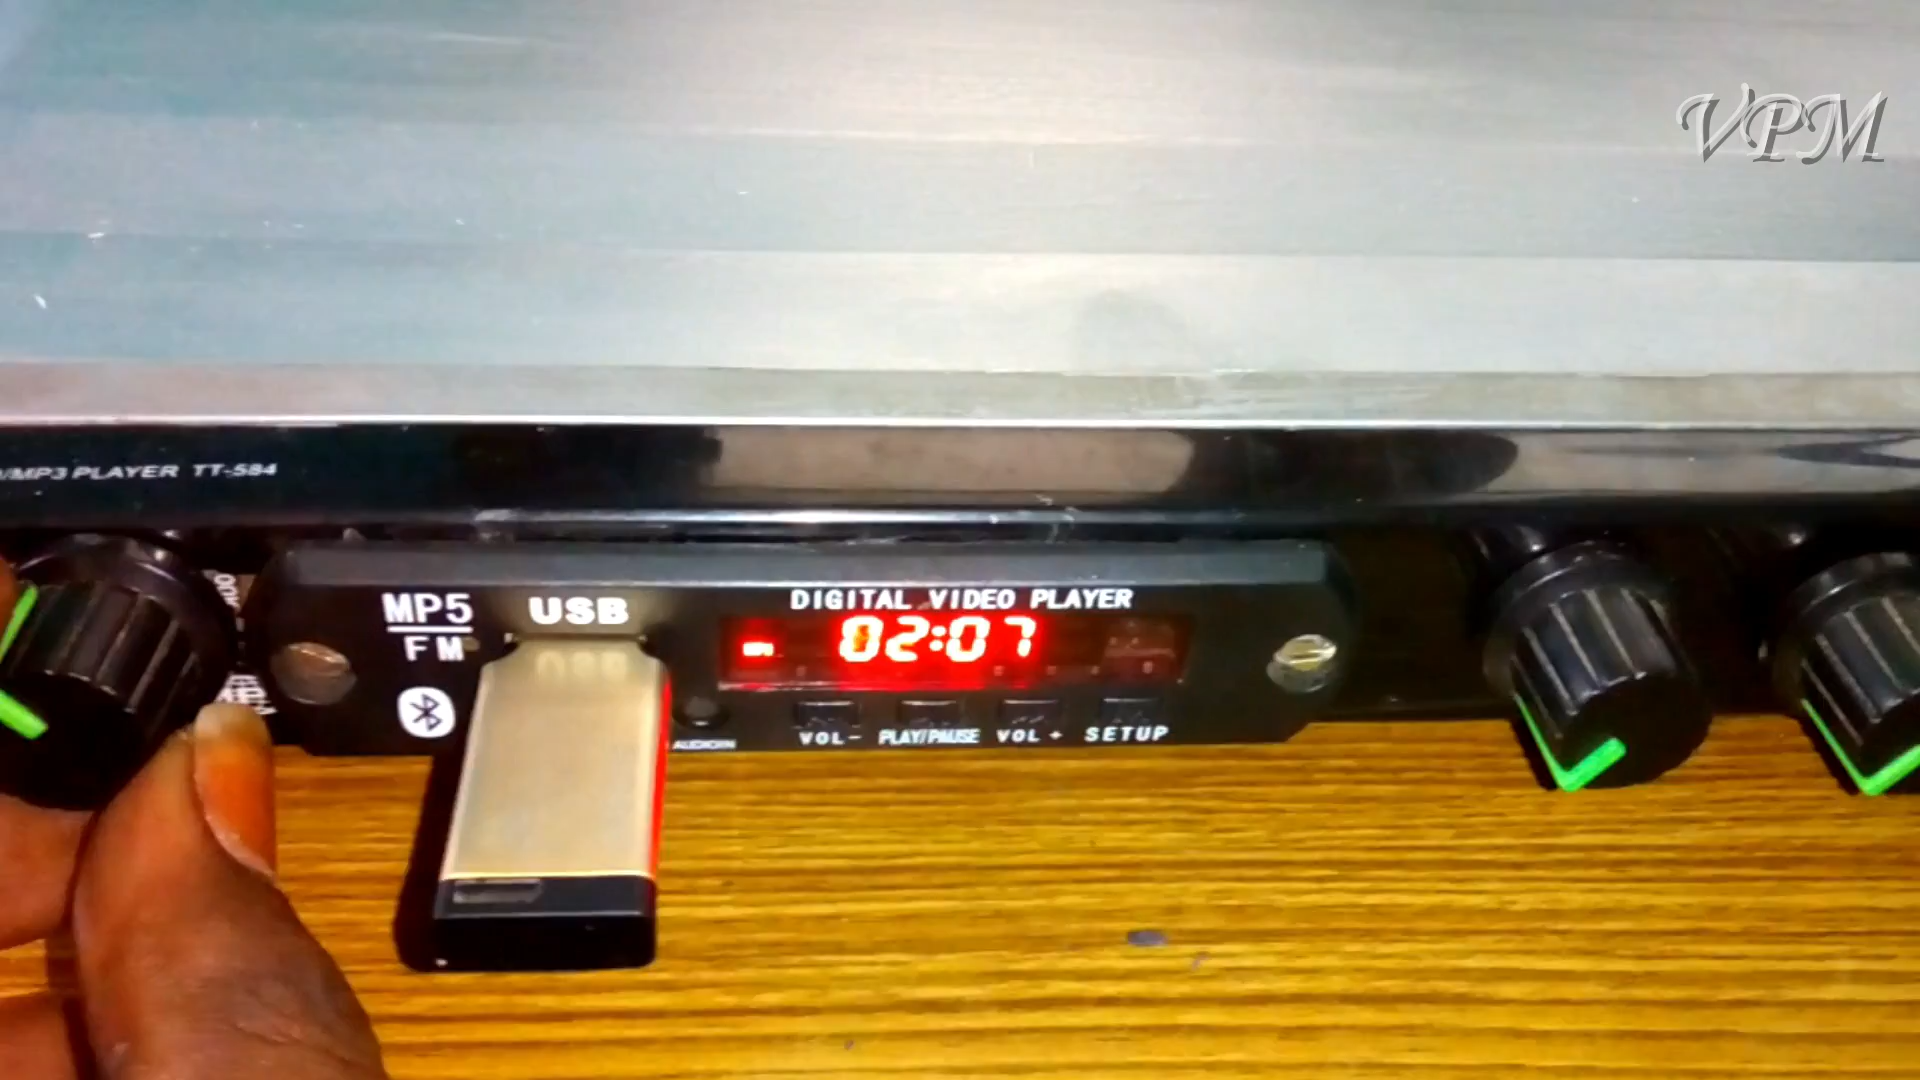 VPM
/MP3 PLAYER TT-584
MP5
FM
USB
DIGITAL VIDEO PLAYER
02:07
VOL- PLAY/PAUSE VOL + SETUP